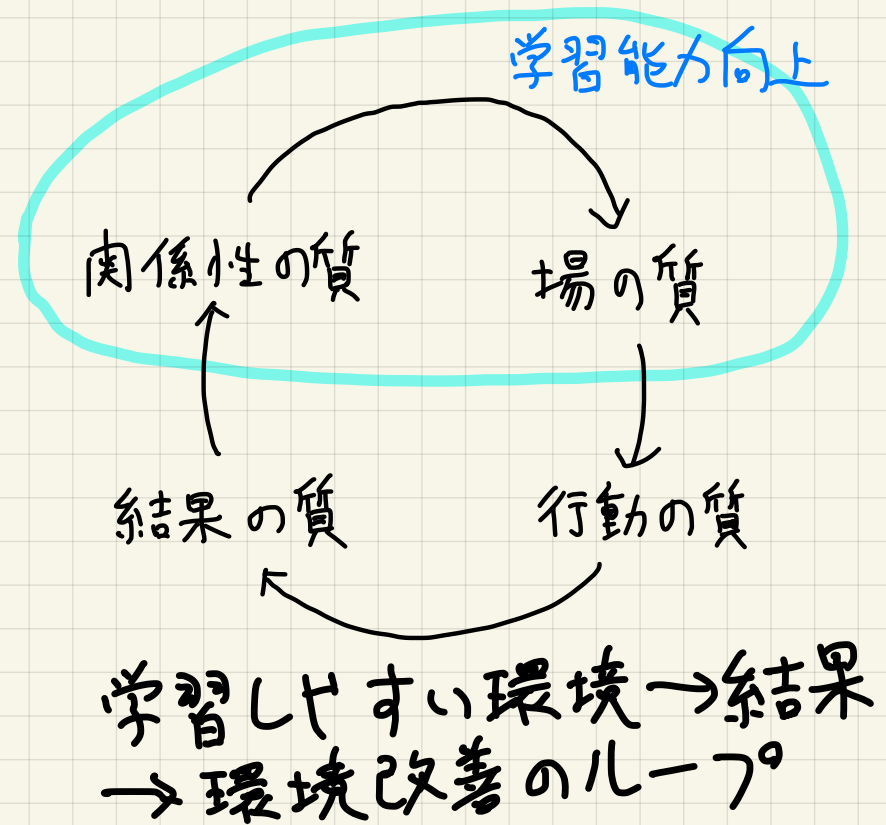 学習能力向上
関係性の質
場の質
結果の質
行動の質
学習しやすい環境→結果
→環境改善のループ